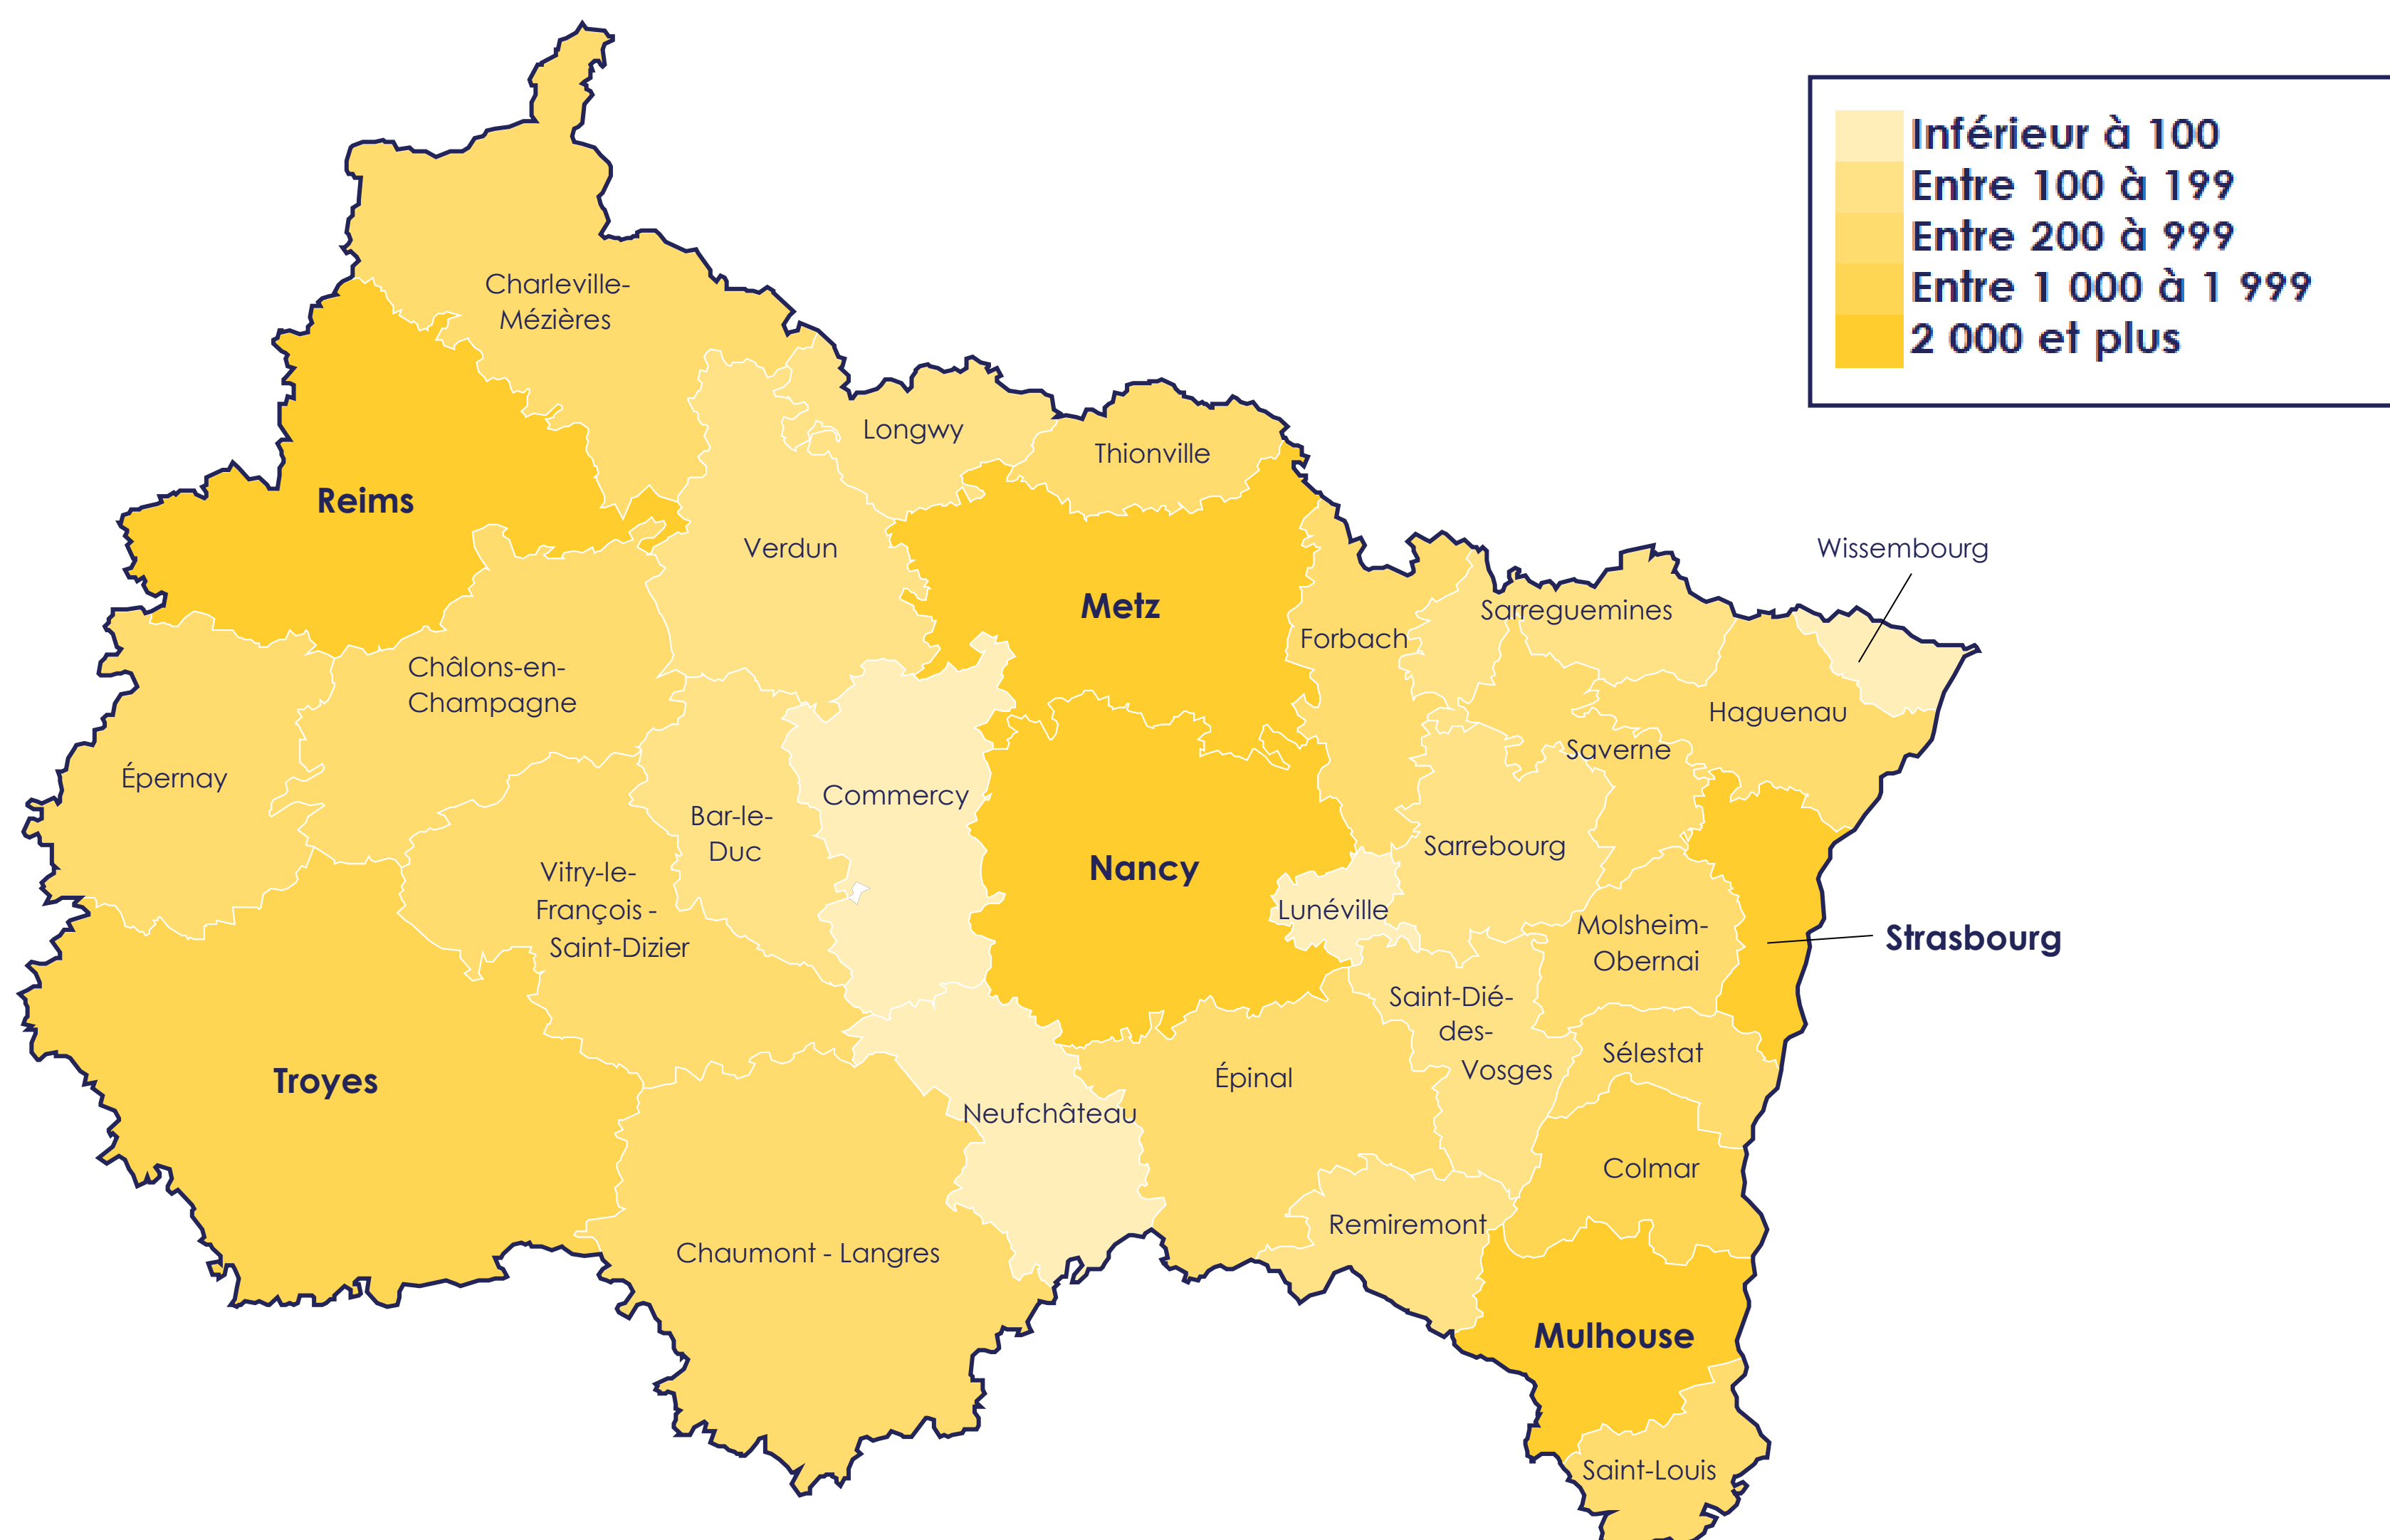 Inférieur à 100
Entre 100 à 199
Entre 200 à 999
Entre 1 000 à 1 999
2 000 et plus
Charleville-
Mézières
Longwy
Thionville
Reims
Verdun
Wissembourg
Metz
Sarreguemines
Forbach
Châlons-en-
Champagne
Haguenau
Saverne
Épernay
Commercy
Bar-le-
Duc
Sarrebourg
Vitry-le-
François -
Saint-Dizier
Nancy
Lunéville
Molsheim-
Obernai
Strasbourg
Saint-Dié-
des-
Vosges
Sélestat
Troyes
Épinal
Neufchâteau
Colmar
Remiremont
Chaumont - Langres
Mulhouse
Saint-Louis